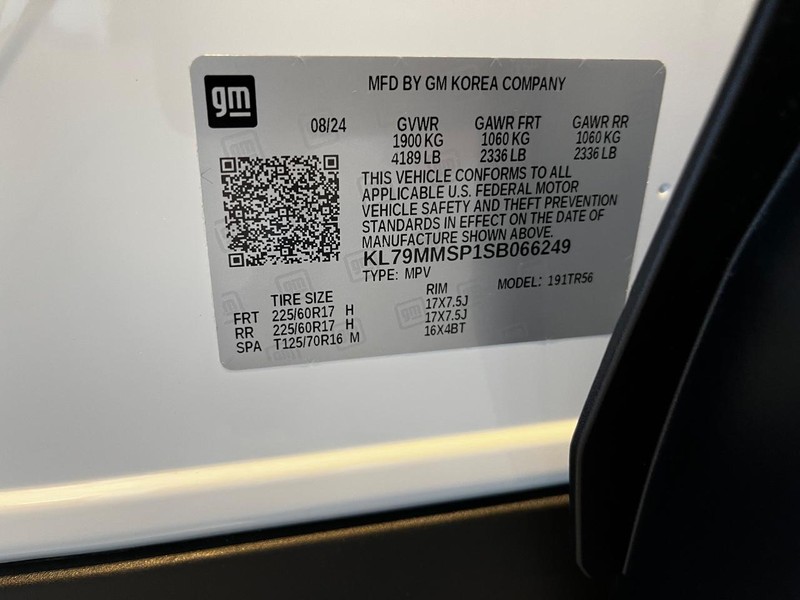 gm
MFD BY GM KOREA COMPANY
08/24 GVWR GAWR FRT GAWR RR
1900 KG 1060 KG 1060 KG
4189 LB 2336 LB 2336 LB
THIS VEHICLE CONFORMS TO ALL
APPLICABLE U.S. FEDERAL MOTOR
VEHICLE SAFETY AND THEFT PREVENTION
STANDARDS IN EFFECT ON THE DATE OF
MANUFACTURE SHOWN ABOVE.
KL79MMSP1SB066249
TYPE: MPV MODEL: 191TR56
TIRE SIZE RIM
FRT 225/60R17 H 17X7.5J
RR 225/60R17 H 17X7.5J
SPA T125/70R16 M 16X4BT